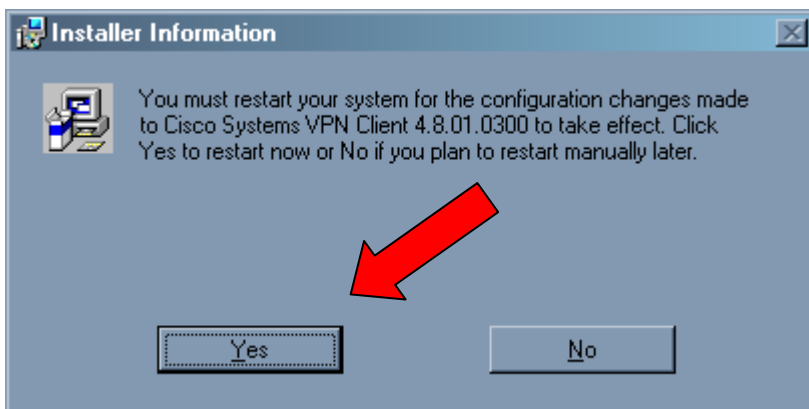 Installer Information
You must restart your system for the configuration changes made
to Cisco Systems VPN Client 4.8.01.0300 to take effect. Click
Yes to restart now or No if you plan to restart manually later.
Yes
No